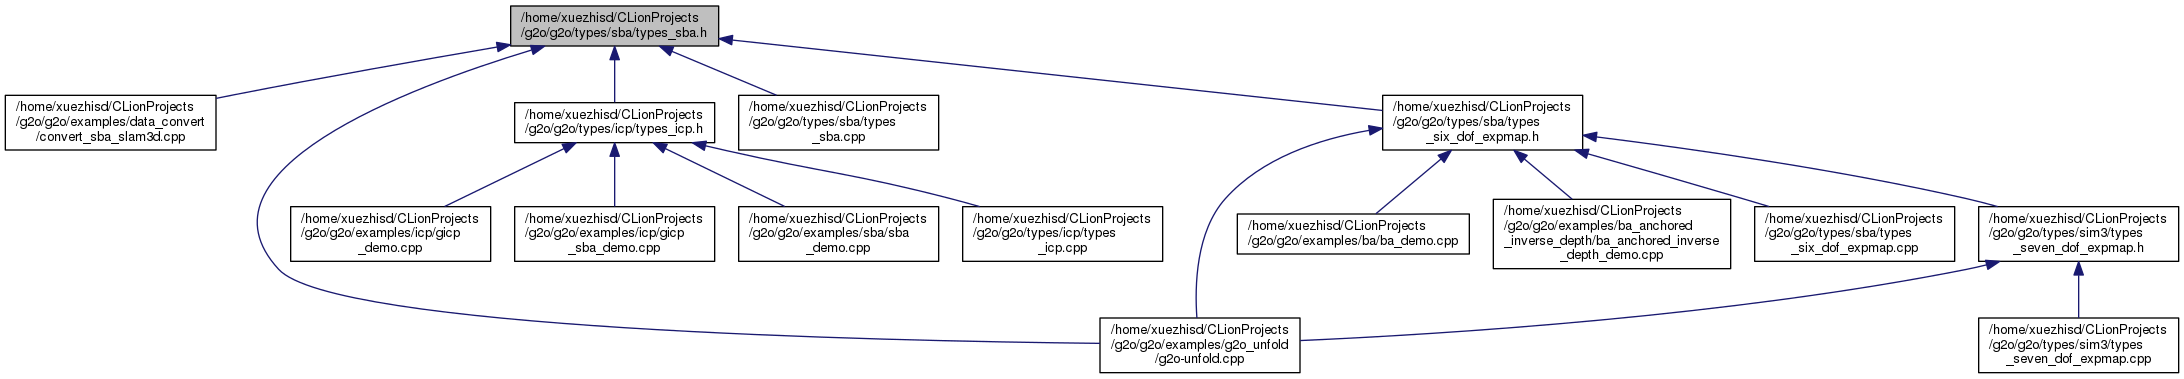 /home/xuezhisd/CLionProjects
/g2o/g2o/types/sba/types_sba.h
/home/xuezhisd/CLionProjects
/g2o/g2o/examples/data_convert
/convert_sba_slam3d.cpp
/home/xuezhisd/CLionProjects
/g2o/g2o/types/icp/types_icp.h
/home/xuezhisd/CLionProjects
/g2o/g2o/types/sba/types
_sba.cpp
/home/xuezhisd/CLionProjects
/g2o/g2o/types/sba/types
_six_dof_expmap.h
/home/xuezhisd/CLionProjects
/g2o/g2o/examples/icp/gicp
_demo.cpp
/home/xuezhisd/CLionProjects
/g2o/g2o/examples/icp/gicp
_sba_demo.cpp
/home/xuezhisd/CLionProjects
/g2o/g2o/examples/sba/sba
_demo.cpp
/home/xuezhisd/CLionProjects
/g2o/g2o/types/icp/types
_icp.cpp
/home/xuezhisd/CLionProjects
/g2o/g2o/examples/ba/ba_demo.cpp
/home/xuezhisd/CLionProjects
/g2o/g2o/examples/ba_anchored
_inverse_depth/ba_anchored_inverse
_depth_demo.cpp
/home/xuezhisd/CLionProjects
/g2o/g2o/types/sba/types
_six_dof_expmap.cpp
/home/xuezhisd/CLionProjects
/g2o/g2o/types/sim3/types
_seven_dof_expmap.h
/home/xuezhisd/CLionProjects
/g2o/g2o/examples/g2o_unfold
/g2o-unfold.cpp
/home/xuezhisd/CLionProjects
/g2o/g2o/types/sim3/types
_seven_dof_expmap.cpp